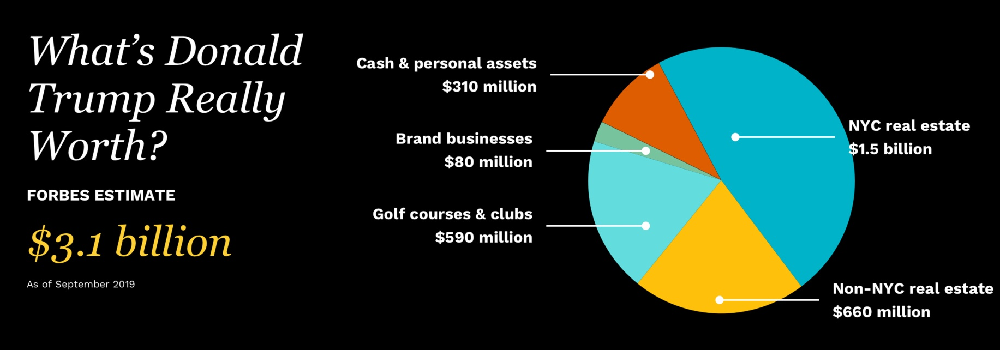 What’s Donald
Trump Really
Worth?
FORBES ESTIMATE
$3.1 billion
As of September 2019
Cash & personal assets
$310 million
Brand businesses
$80 million
Golf courses & clubs
$590 million
NYC real estate
$1.5 billion
Non-NYC real estate
$660 million